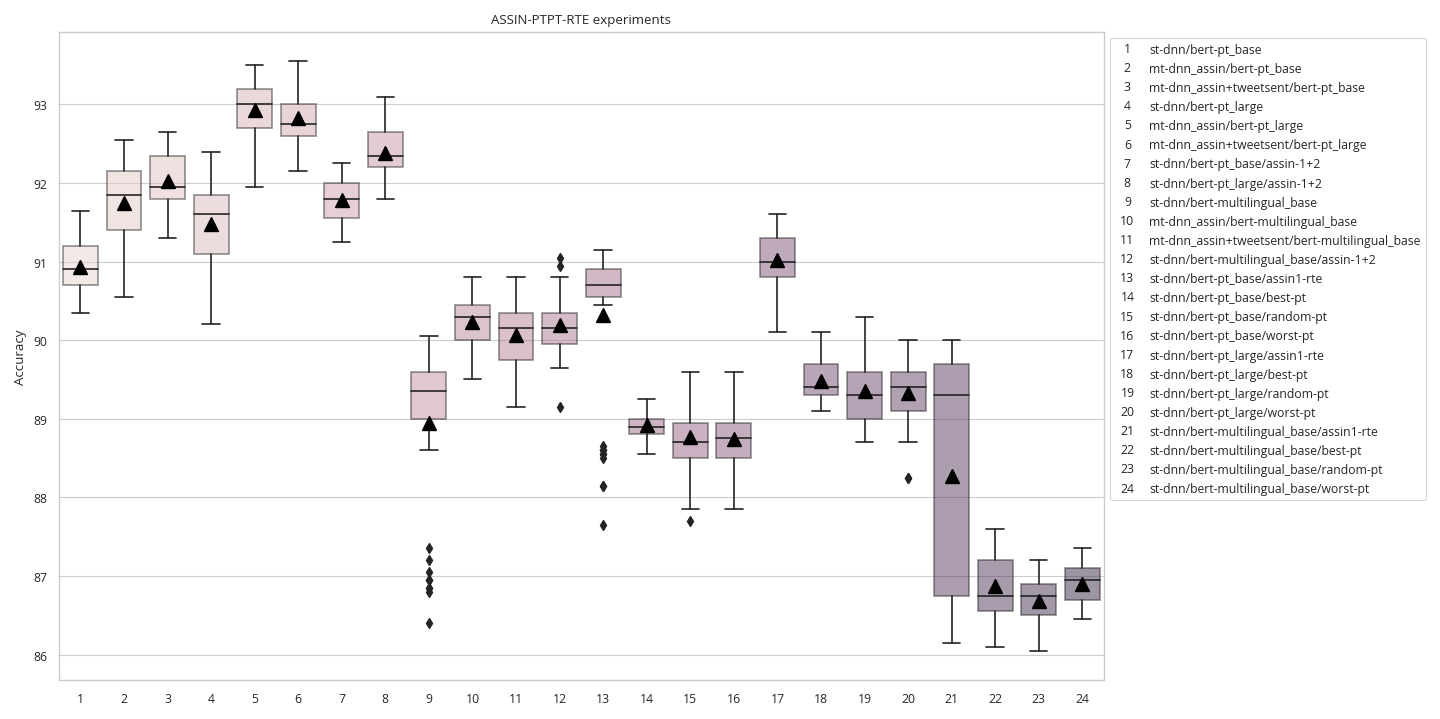 ASSIN-PTPT-RTE experiments
Accuracy
93
92
91
90
89
88
87
86
1 2 3 4 5 6 7 8 9 10 11 12 13 14 15 16 17 18 19 20 21 22 23 24
1 st-dnn/bert-pt_base
2 mt-dnn_assin/bert-pt_base
3 mt-dnn_assin+tweetsent/bert-pt_base
4 st-dnn/bert-pt_large
5 mt-dnn_assin/bert-pt_large
6 mt-dnn_assin+tweetsent/bert-pt_large
7 st-dnn/bert-pt_base/assin-1+2
8 st-dnn/bert-pt_large/assin-1+2
9 st-dnn/bert-multilingual_base
10 mt-dnn_assin/bert-multilingual_base
11 mt-dnn_assin+tweetsent/bert-multilingual_base
12 st-dnn/bert-multilingual_base/assin-1+2
13 st-dnn/bert-pt_base/assin1-rte
14 st-dnn/bert-pt_base/best-pt
15 st-dnn/bert-pt_base/random-pt
16 st-dnn/bert-pt_base/worst-pt
17 st-dnn/bert-pt_large/assin1-rte
18 st-dnn/bert-pt_large/best-pt
19 st-dnn/bert-pt_large/random-pt
20 st-dnn/bert-pt_large/worst-pt
21 st-dnn/bert-multilingual_base/assin1-rte
22 st-dnn/bert-multilingual_base/best-pt
23 st-dnn/bert-multilingual_base/random-pt
24 st-dnn/bert-multilingual_base/worst-pt